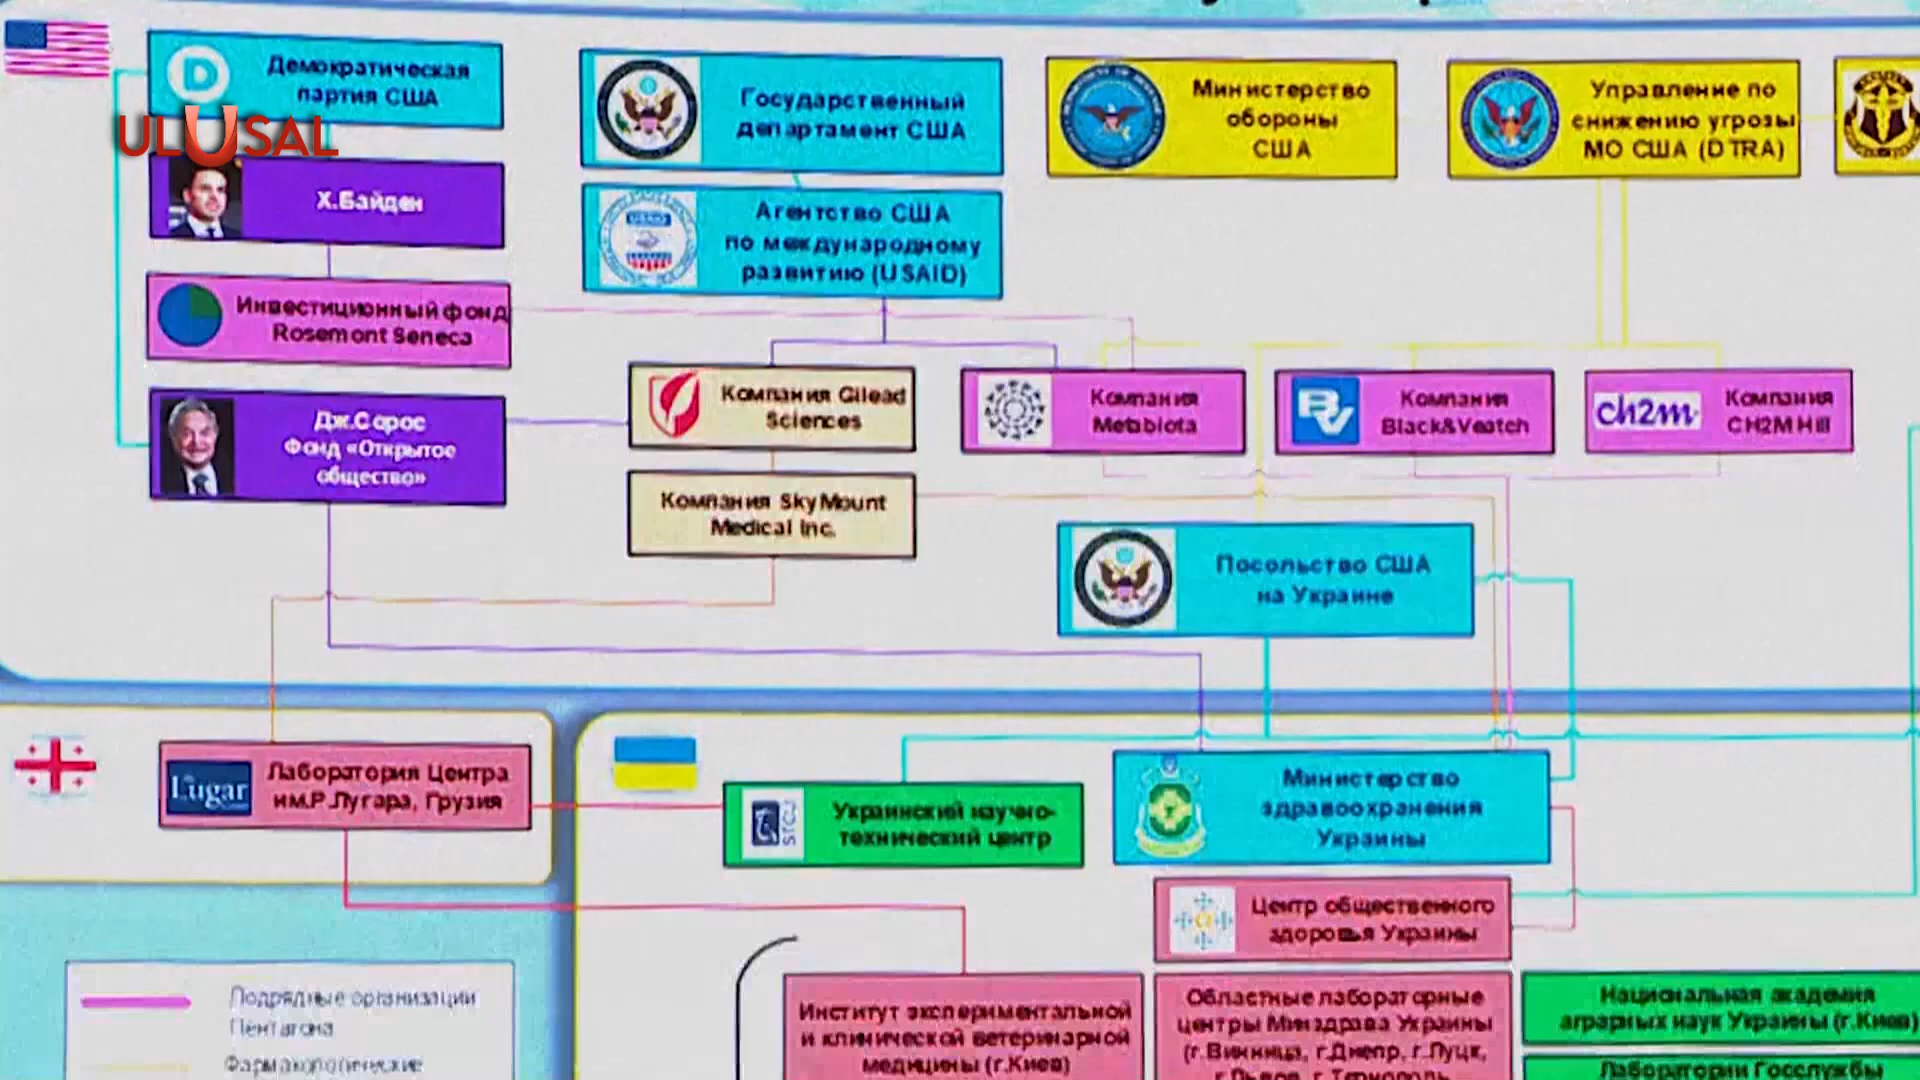 Демократическая
партия США
ULUSAL
Х.Байден
Инвестиционный фонд
Rosemont Seneca
Дж.Сорос
Фонд «Открытое
общество»
Государственный
департамент США
USAID
Агентство США
по международному
развитию (USAID)
Компания Gilead
Sciences
Компания SkyMount
Medical Inc.
Министерство
обороны
США
Управление по
снижению угрозы
МО США (DTRA)
Компания
Metabiota
BV
Компания
Black&Veatch
ch2m
Компания
CH2M Hill
Посольство США
на Украине
Lugar
Лаборатория Центра
им.Р.Лугара, Грузия
STCU
Украинский научно-
технический центр
Министерство
здравоохранения
Украины
Центр общественного
здоровья Украины
Институт экспериментальной
и клинической ветеринарной
медицины (г.Киев)
Областные лабораторные
центры Минздрава Украины
(г.Винница, г.Днепр, г.Луцк,
г.Львов, г.Тернополь
Национальная академия
аграрных наук Украины (г.Киев)
Лаборатории Госслужбы
Подрядные организации
Пентагона
Фармакологические